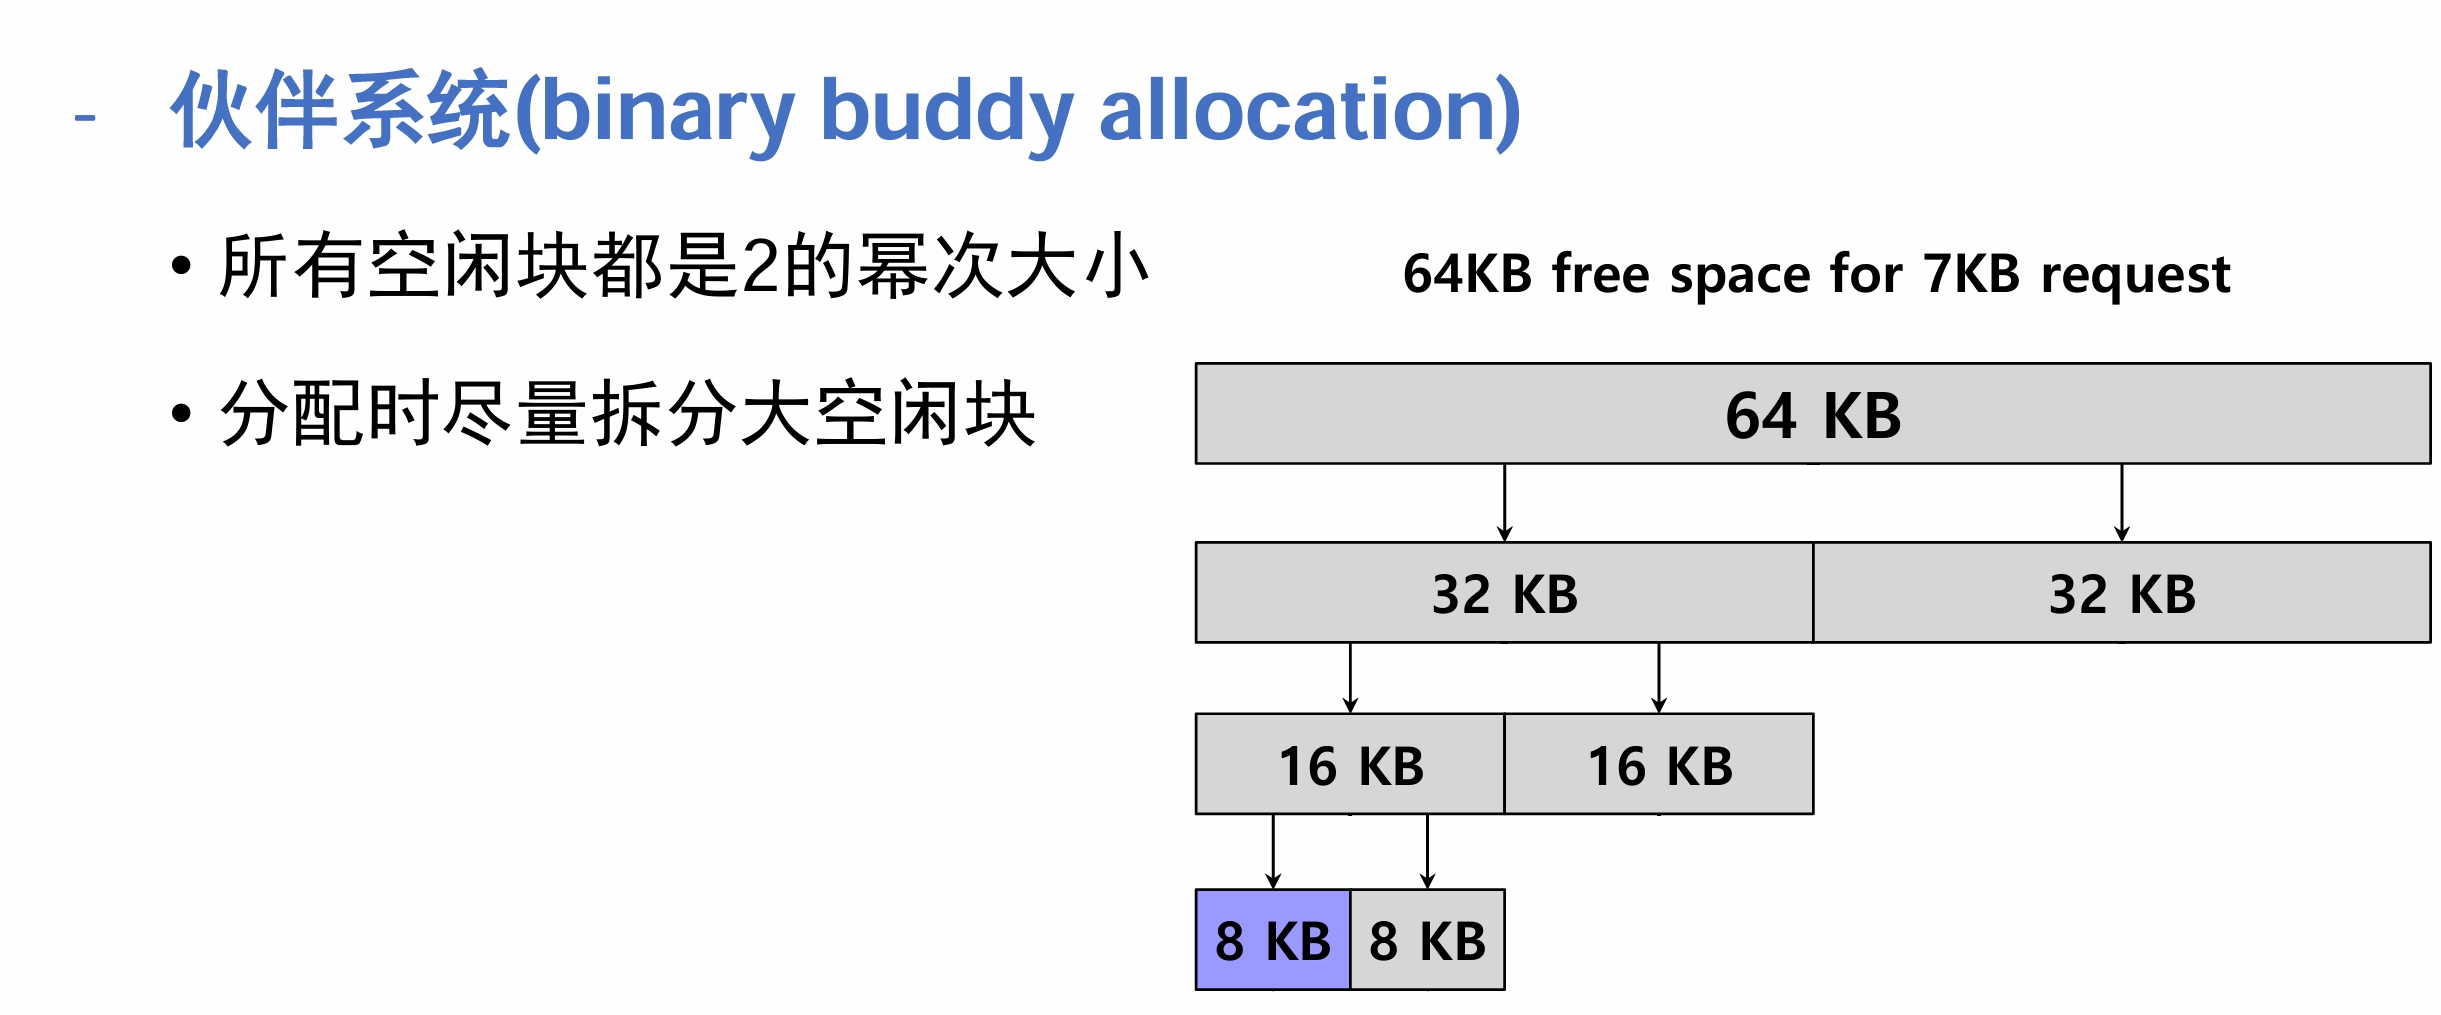 - 伙伴系统(binary buddy allocation)
• 所有空闲块都是2的幂次大小
• 分配时尽量拆分大空闲块
64KB free space for 7KB request
64 KB
32 KB 32 KB
16 KB 16 KB
8 KB 8 KB